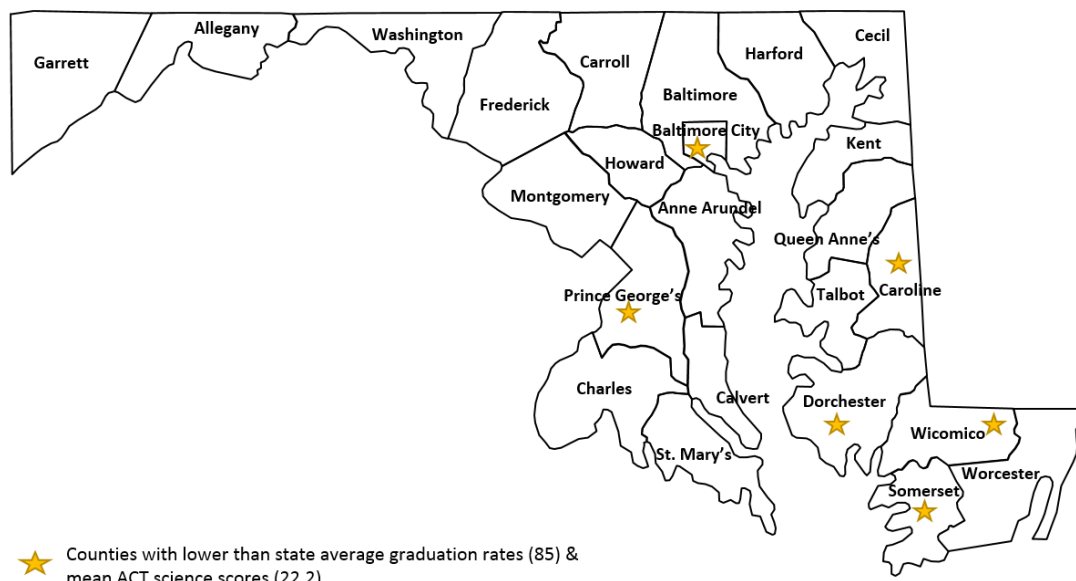 Garrett
Allegany
Washington
Frederick
Carroll
Baltimore
Harford
Cecil
Baltimore City
Kent
Howard
Montgomery
Anne Arundel
Queen Anne's
Prince George's
Talbot
Caroline
Charles
Calvert
Dorchester
Wicomico
St. Mary's
Worcester
Somerset
Counties with lower than state average graduation rates (85) &
mean ACT science scores (22.2)